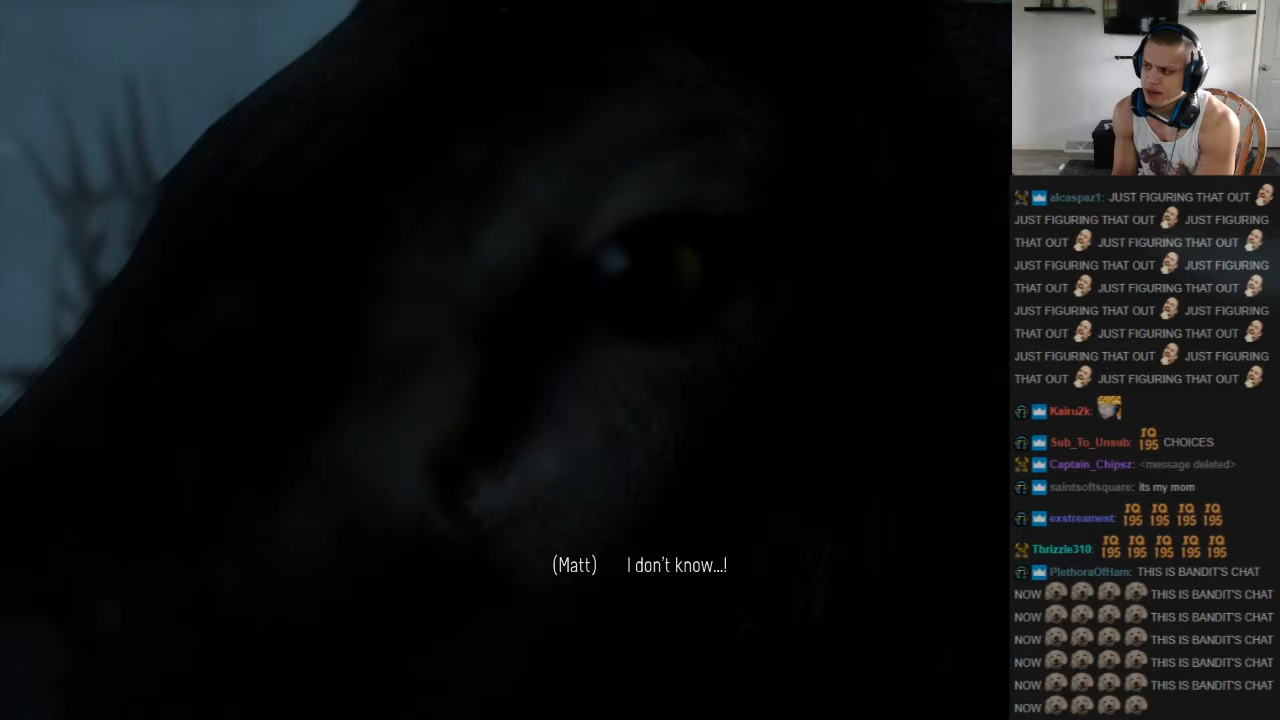 (Matt) I don't know...!
alcaspaz1: JUST FIGURING THAT OUT
JUST FIGURING THAT OUT JUST FIGURING
THAT OUT JUST FIGURING THAT OUT
JUST FIGURING THAT OUT JUST FIGURING
THAT OUT JUST FIGURING THAT OUT
JUST FIGURING THAT OUT JUST FIGURING
THAT OUT JUST FIGURING THAT OUT
JUST FIGURING THAT OUT JUST FIGURING
THAT OUT JUST FIGURING THAT OUT
Kairu2k:
Sub_To_Unsub: IQ 195 CHOICES
Captain_Chipsz: <message deleted>
saintsoftsquare: its my mom
exstreamest: IQ 195 IQ 195 IQ 195 IQ 195
Thrizzle310: IQ 195 IQ 195 IQ 195 IQ 195 IQ 195
PlethoraOfHam: THIS IS BANDIT'S CHAT
NOW THIS IS BANDIT'S CHAT
NOW THIS IS BANDIT'S CHAT
NOW THIS IS BANDIT'S CHAT
NOW THIS IS BANDIT'S CHAT
NOW THIS IS BANDIT'S CHAT
NOW